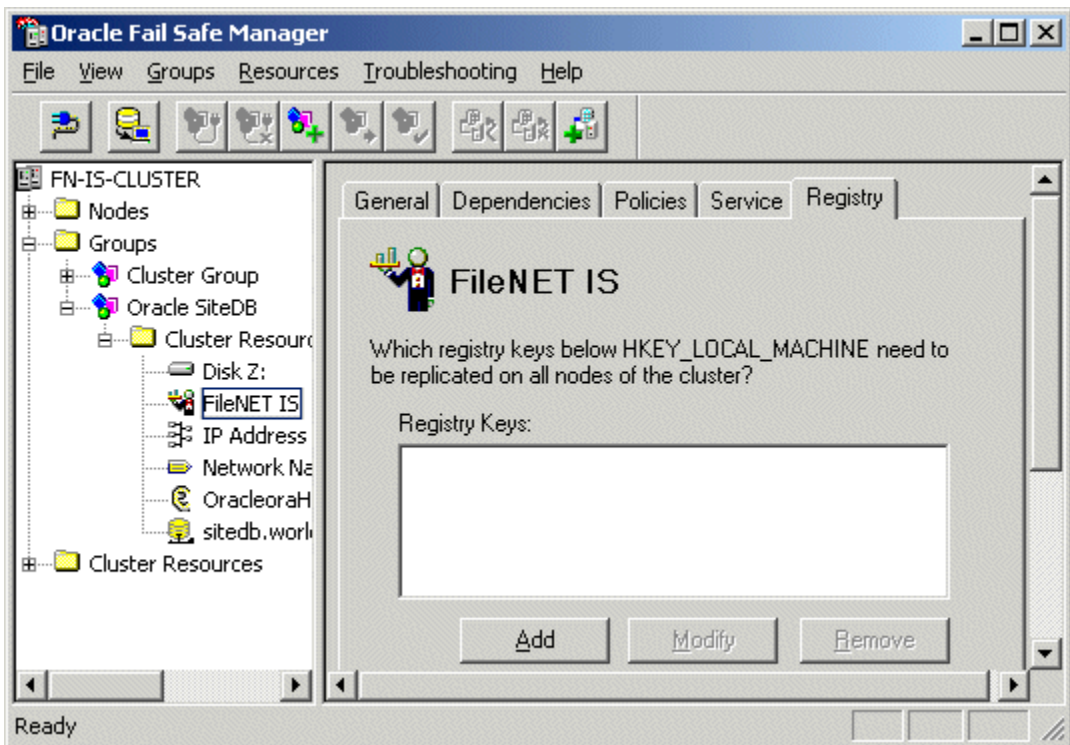 Oracle Fail Safe Manager
File View Groups Resources Troubleshooting Help
FN-IS-CLUSTER
Nodes
Groups
Cluster Group
Oracle SiteDB
Cluster Resourc
Disk Z:
FileNET IS
IP Address
Network Na
OracleoraH
sitedb.worl
Cluster Resources
General Dependencies Policies Service Registry
FileNET IS
Which registry keys below HKEY_LOCAL_MACHINE need to
be replicated on all nodes of the cluster?
Registry Keys:
Add Modify Remove
Ready